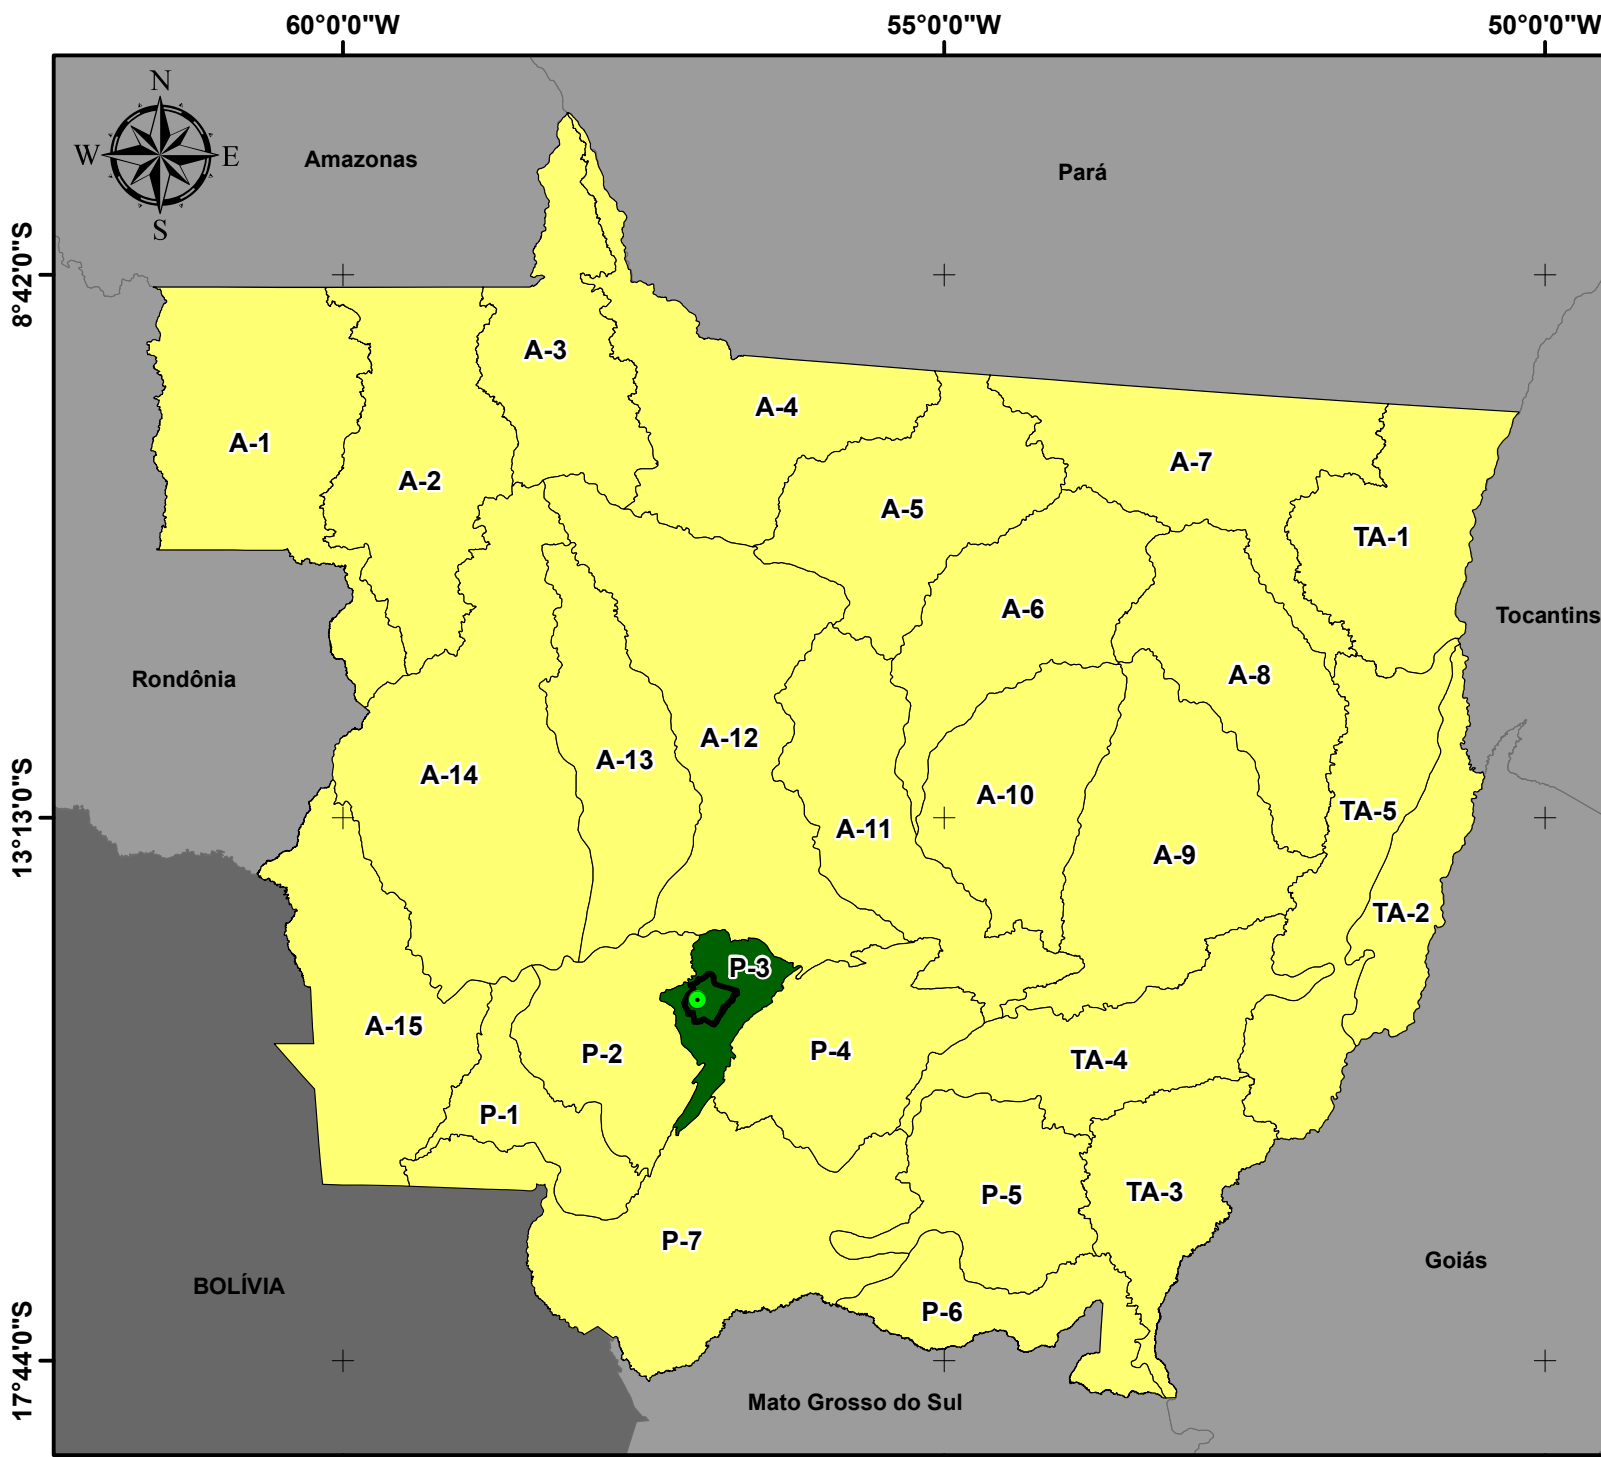 60°0'0"W
55°0'0"W
50°0'0"W
N
W
E
S
Amazonas
Pará
8°42'0"S
A-3
A-4
A-1
A-7
A-2
A-5
TA-1
A-6
Tocantins
Rondônia
A-8
A-12
A-13
A-14
A-10
TA-5
13°13'0"S
A-11
A-9
TA-2
P-3
A-15
P-2
P-4
TA-4
P-1
TA-3
P-5
P-7
Goiás
BOLÍVIA
P-6
17°44'0"S
Mato Grosso do Sul